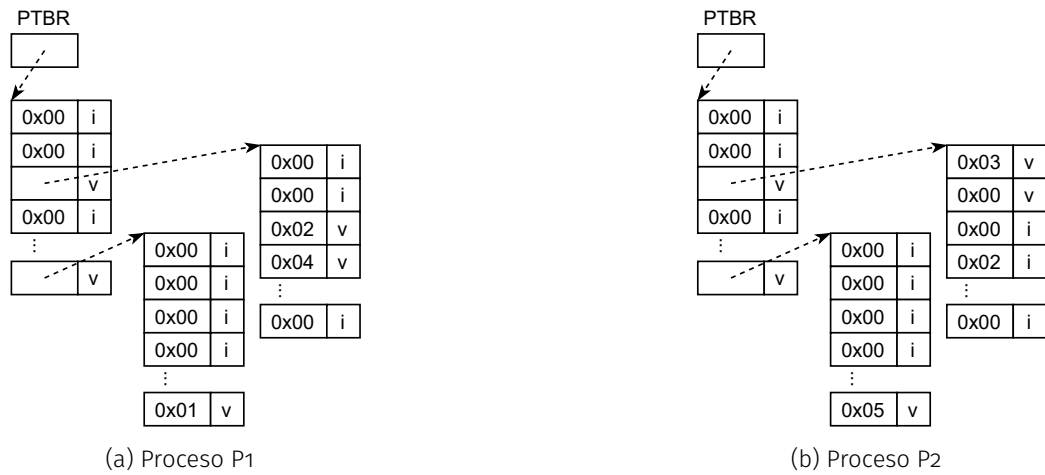 PTBR
0x00 i
0x00 i
v
0x00 i
⋮
v
0x00 i
0x00 i
0x00 i
0x00 i
⋮
0x01 v
0x00 i
0x00 i
0x02 v
0x04 v
⋮
0x00 i
(a) Proceso P1
PTBR
0x00 i
0x00 i
v
0x00 i
⋮
v
0x00 i
0x00 i
0x00 i
0x00 i
⋮
0x05 v
0x03 v
0x00 v
0x00 i
0x02 i
⋮
0x00 i
(b) Proceso P2